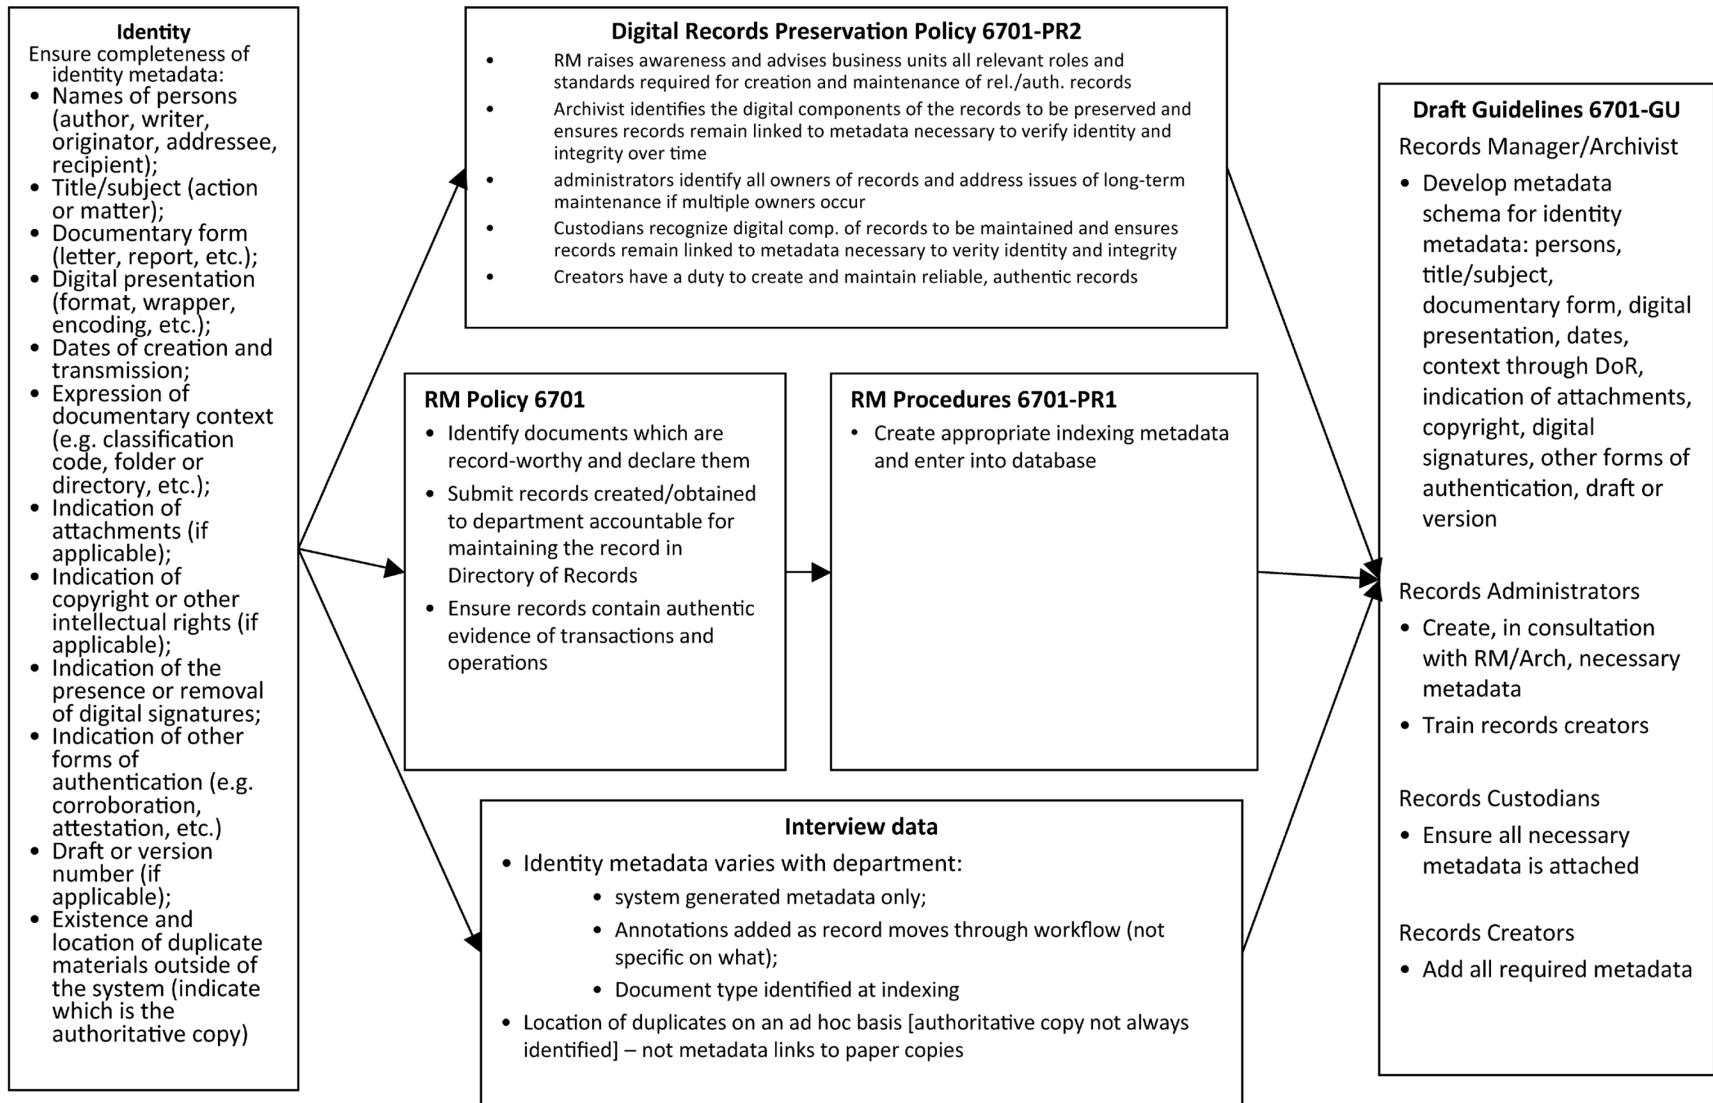 Identity
Ensure completeness of
identity metadata:
• Names of persons
(author, writer,
originator, addressee,
recipient);
• Title/subject (action
or matter);
• Documentary form
(letter, report, etc.);
• Digital presentation
(format, wrapper,
encoding, etc.);
• Dates of creation and
transmission;
• Expression of
documentary context
(e.g. classification
code, folder or
directory, etc.);
• Indication of
attachments (if
applicable);
• Indication of
copyright or other
intellectual rights (if
applicable);
• Indication of the
presence or removal
of digital signatures;
• Indication of other
forms of
authentication (e.g.
corroboration,
attestation, etc.)
• Draft or version
number (if
applicable);
• Existence and
location of duplicate
materials outside of
the system (indicate
which is the
authoritative copy)
Digital Records Preservation Policy 6701-PR2
• RM raises awareness and advises business units all relevant roles and
standards required for creation and maintenance of rel./auth. records
• Archivist identifies the digital components of the records to be preserved and
ensures records remain linked to metadata necessary to verify identity and
integrity over time
• administrators identify all owners of records and address issues of long-term
maintenance if multiple owners occur
• Custodians recognize digital comp. of records to be maintained and ensures
records remain linked to metadata necessary to verity identity and integrity
• Creators have a duty to create and maintain reliable, authentic records
RM Policy 6701
• Identify documents which are
record-worthy and declare them
• Submit records created/obtained
to department accountable for
maintaining the record in
Directory of Records
• Ensure records contain authentic
evidence of transactions and
operations
RM Procedures 6701-PR1
• Create appropriate indexing metadata
and enter into database
Interview data
• Identity metadata varies with department:
• system generated metadata only;
• Annotations added as record moves through workflow (not
specific on what);
• Document type identified at indexing
• Location of duplicates on an ad hoc basis [authoritative copy not always
identified] – not metadata links to paper copies
Draft Guidelines 6701-GU
Records Manager/Archivist
• Develop metadata
schema for identity
metadata: persons,
title/subject,
documentary form, digital
presentation, dates,
context through DoR,
indication of attachments,
copyright, digital
signatures, other forms of
authentication, draft or
version
Records Administrators
• Create, in consultation
with RM/Arch, necessary
metadata
• Train records creators
Records Custodians
• Ensure all necessary
metadata is attached
Records Creators
• Add all required metadata